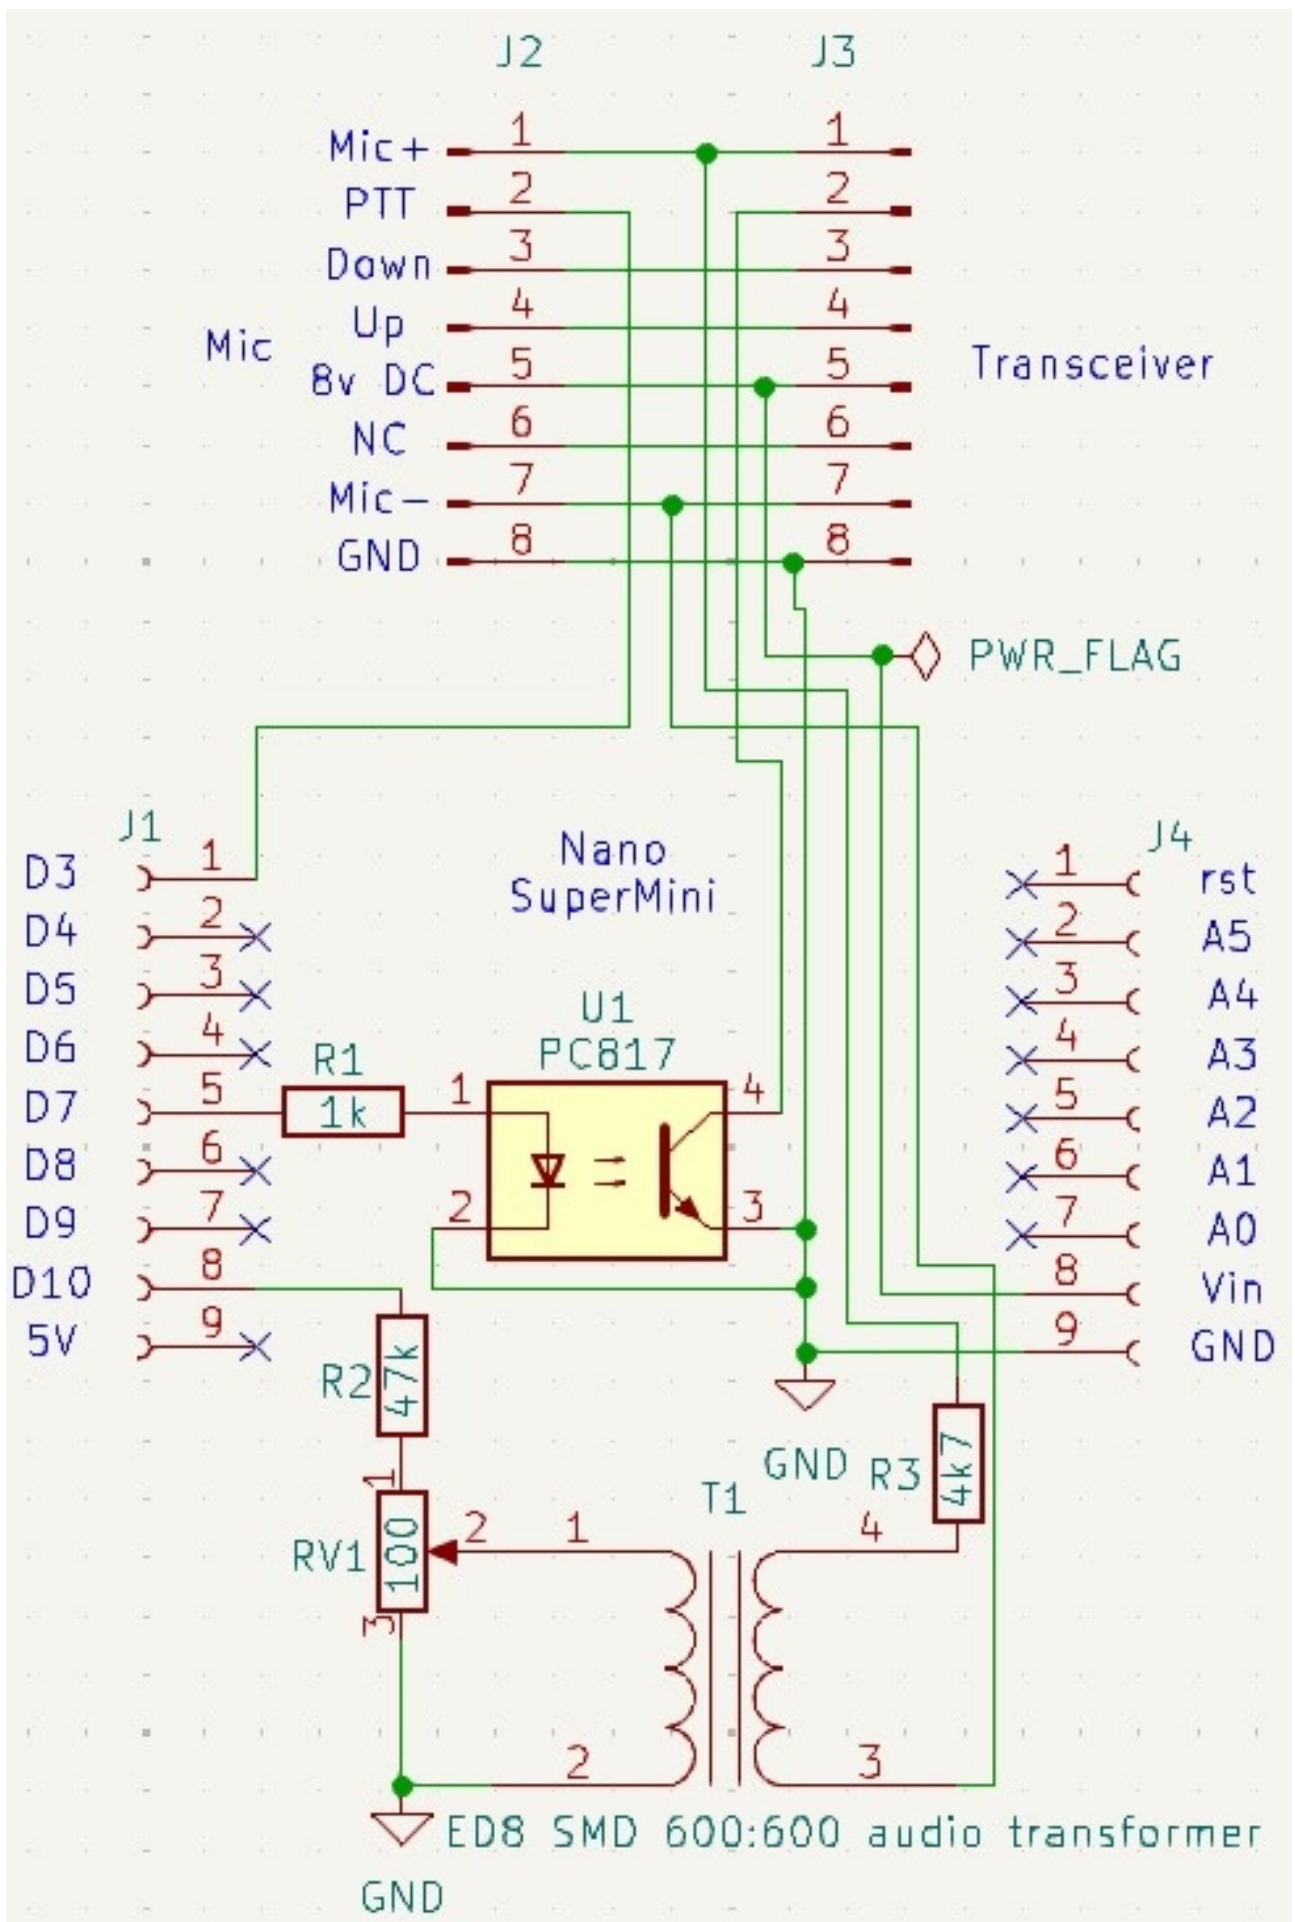 J2 J3
Mic+ 1 1
PTT 2 2
Down 3 3
Up 4 4
Mic
8v DC 5 5
Transceiver
NC 6 6
Mic- 7 7
GND 8 8
PWR_FLAG
J1
Nano
SuperMini
J4
D3 1
1 rst
D4 2
2 A5
D5 3
3 A4
D6 4
4 A3
D7 5
5 A2
D8 6
6 A1
D9 7
7 A0
D10 8
8 Vin
5V 9
9 GND
R1
1k
U1
PC817
1 4
2 3
R2 47k
GND
R3 4k7
T1
1
RV1 100
2 1
4
3
2
3
ED8 SMD 600:600 audio transformer
GND